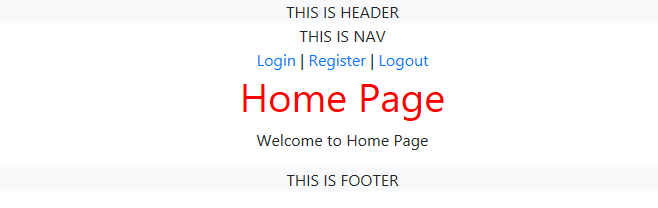 THIS IS HEADER
THIS IS NAV
Login | Register | Logout
Home Page
Welcome to Home Page
THIS IS FOOTER